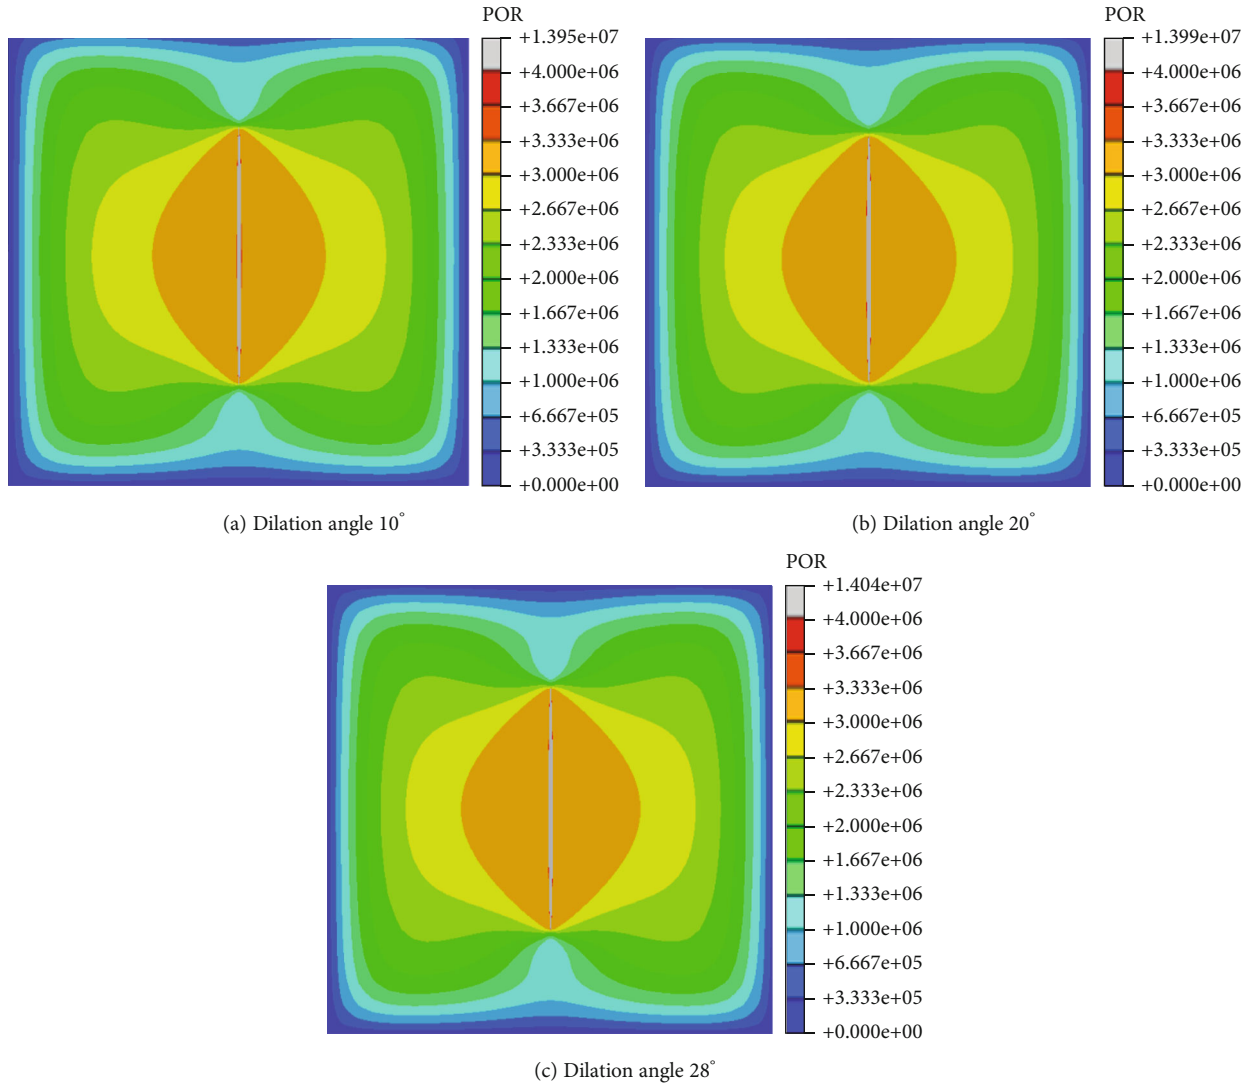 POR
+1.395e+07
+4.000e+06
+3.667e+06
+3.333e+06
+3.000e+06
+2.667e+06
+2.333e+06
+2.000e+06
+1.667e+06
+1.333e+06
+1.000e+06
+6.667e+05
+3.333e+05
+0.000e+00
(a) Dilation angle 10°
POR
+1.399e+07
+4.000e+06
+3.667e+06
+3.333e+06
+3.000e+06
+2.667e+06
+2.333e+06
+2.000e+06
+1.667e+06
+1.333e+06
+1.000e+06
+6.667e+05
+3.333e+05
+0.000e+00
(b) Dilation angle 20°
POR
+1.404e+07
+4.000e+06
+3.667e+06
+3.333e+06
+3.000e+06
+2.667e+06
+2.333e+06
+2.000e+06
+1.667e+06
+1.333e+06
+1.000e+06
+6.667e+05
+3.333e+05
+0.000e+00
(c) Dilation angle 28°